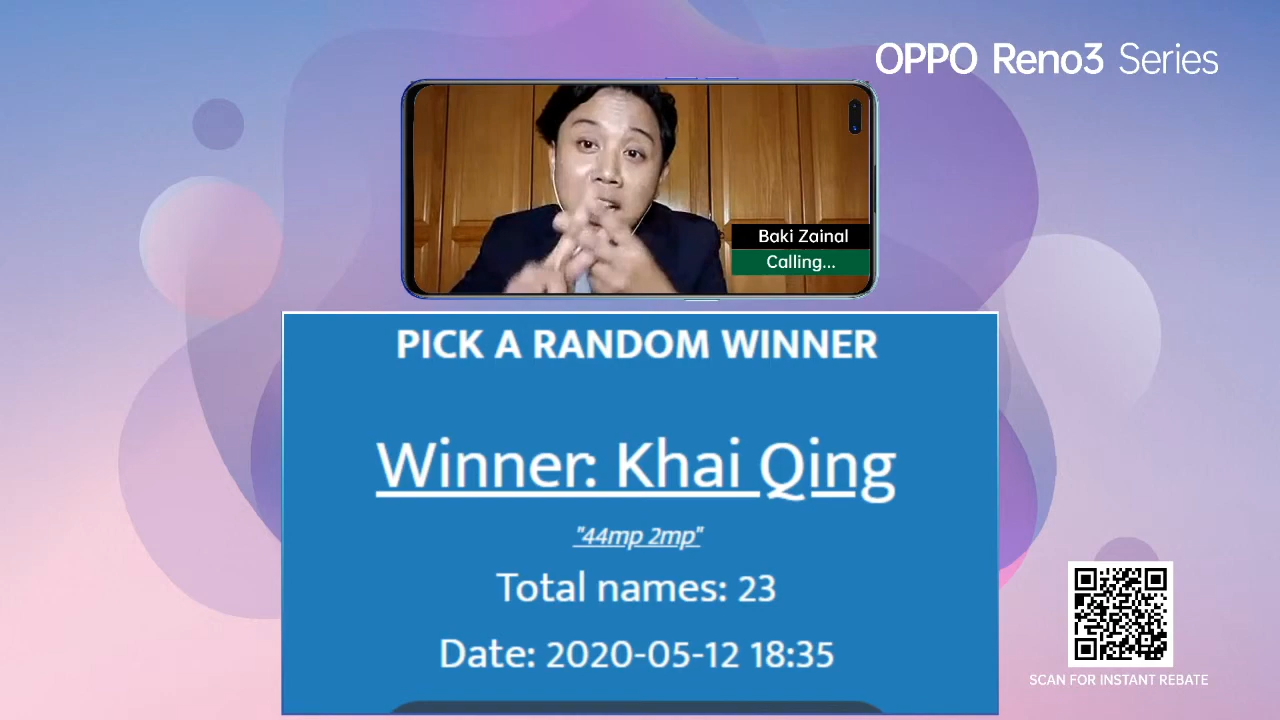 OPPO Reno3 Series
Baki Zainal
Calling...
PICK A RANDOM WINNER
Winner: Khai Qing
"44mp 2mp"
Total names: 23
Date: 2020-05-12 18:35
SCAN FOR INSTANT REBATE